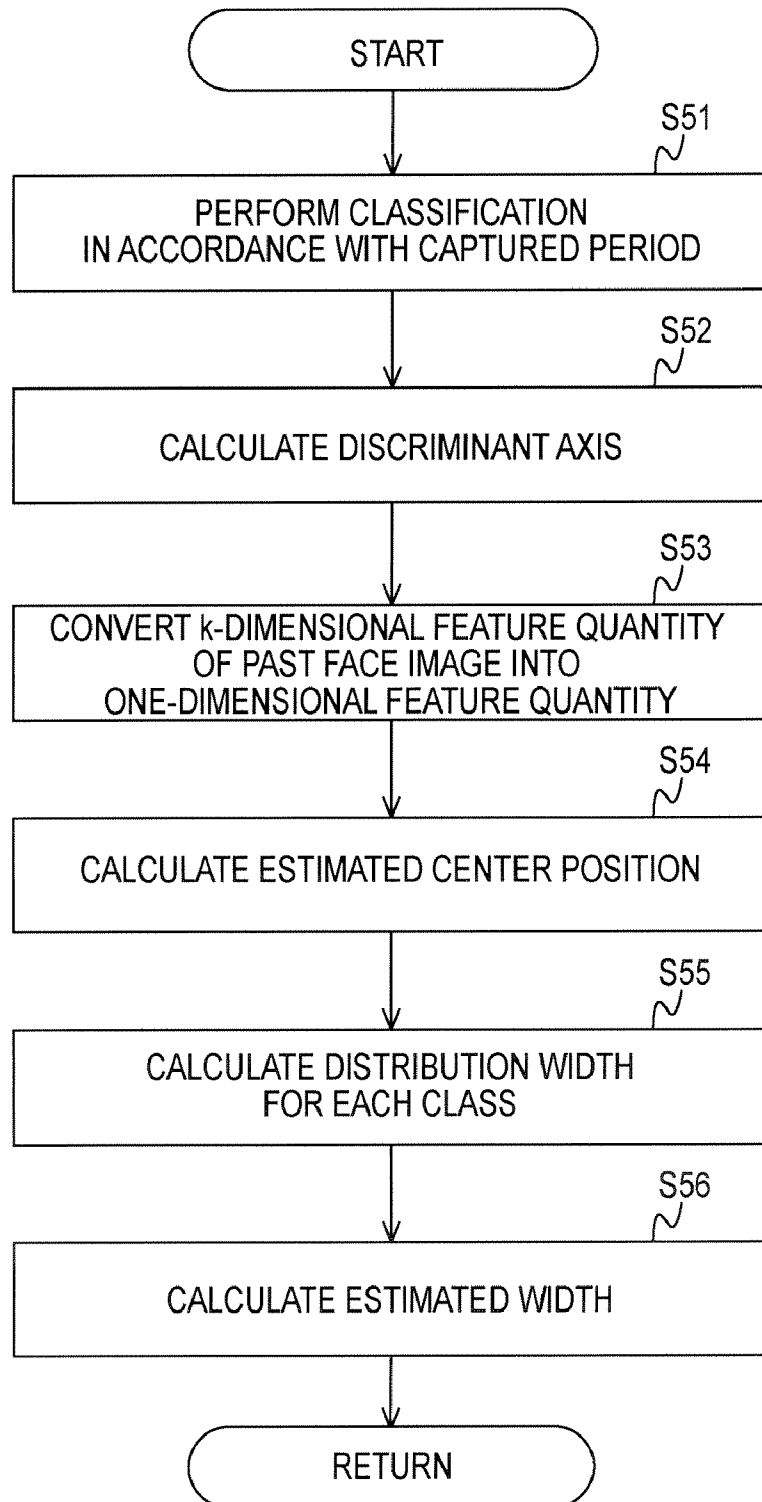 START
S51
PERFORM CLASSIFICATION
IN ACCORDANCE WITH CAPTURED PERIOD
S52
CALCULATE DISCRIMINANT AXIS
S53
CONVERT k-DIMENSIONAL FEATURE QUANTITY
OF PAST FACE IMAGE INTO
ONE-DIMENSIONAL FEATURE QUANTITY
S54
CALCULATE ESTIMATED CENTER POSITION
S55
CALCULATE DISTRIBUTION WIDTH
FOR EACH CLASS
S56
CALCULATE ESTIMATED WIDTH
RETURN